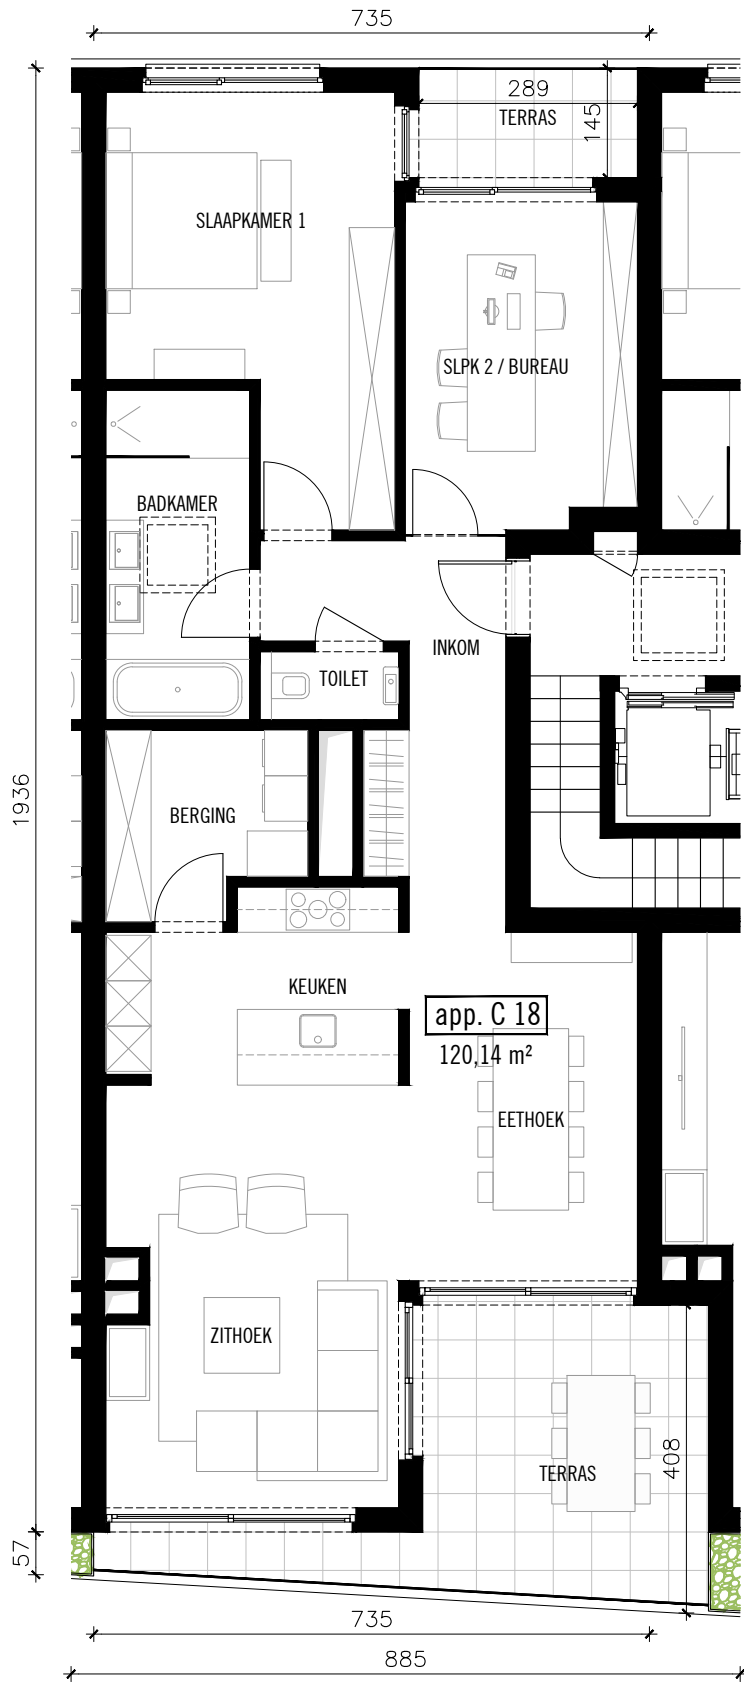 735
289
TERRAS
145
SLAAPKAMER 1
SLPK 2 / BUREAU
BADKAMER
INKOM
TOILET
1936
BERGING
KEUKEN
app. C 18
120,14 m²
EETHOEK
ZITHOEK
408
TERRAS
57
735
885